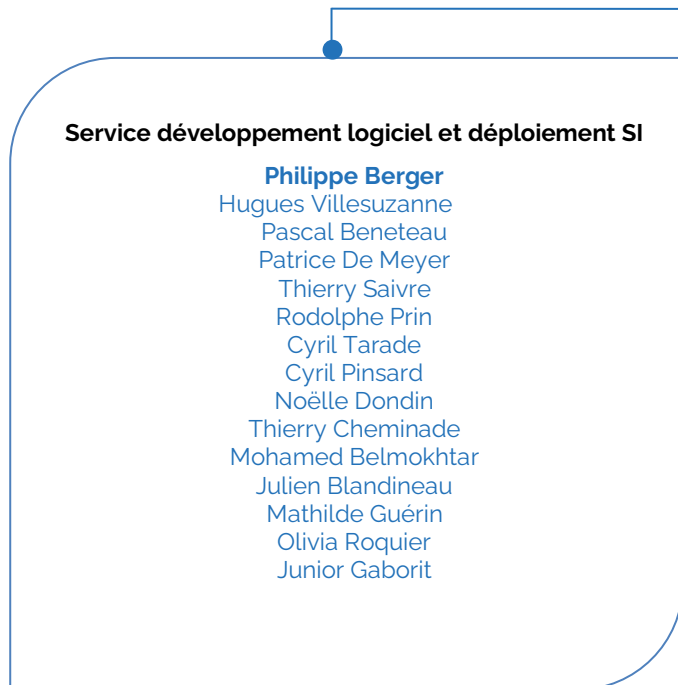 Service développement logiciel et déploiement SI
Philippe Berger
Hugues Villesuzanne
Pascal Beneteau
Patrice De Meyer
Thierry Saivre
Rodolphe Prin
Cyril Tarade
Cyril Pinsard
Noëlle Dondin
Thierry Cheminade
Mohamed Belmokhtar
Julien Blandineau
Mathilde Guérin
Olivia Roquier
Junior Gaborit